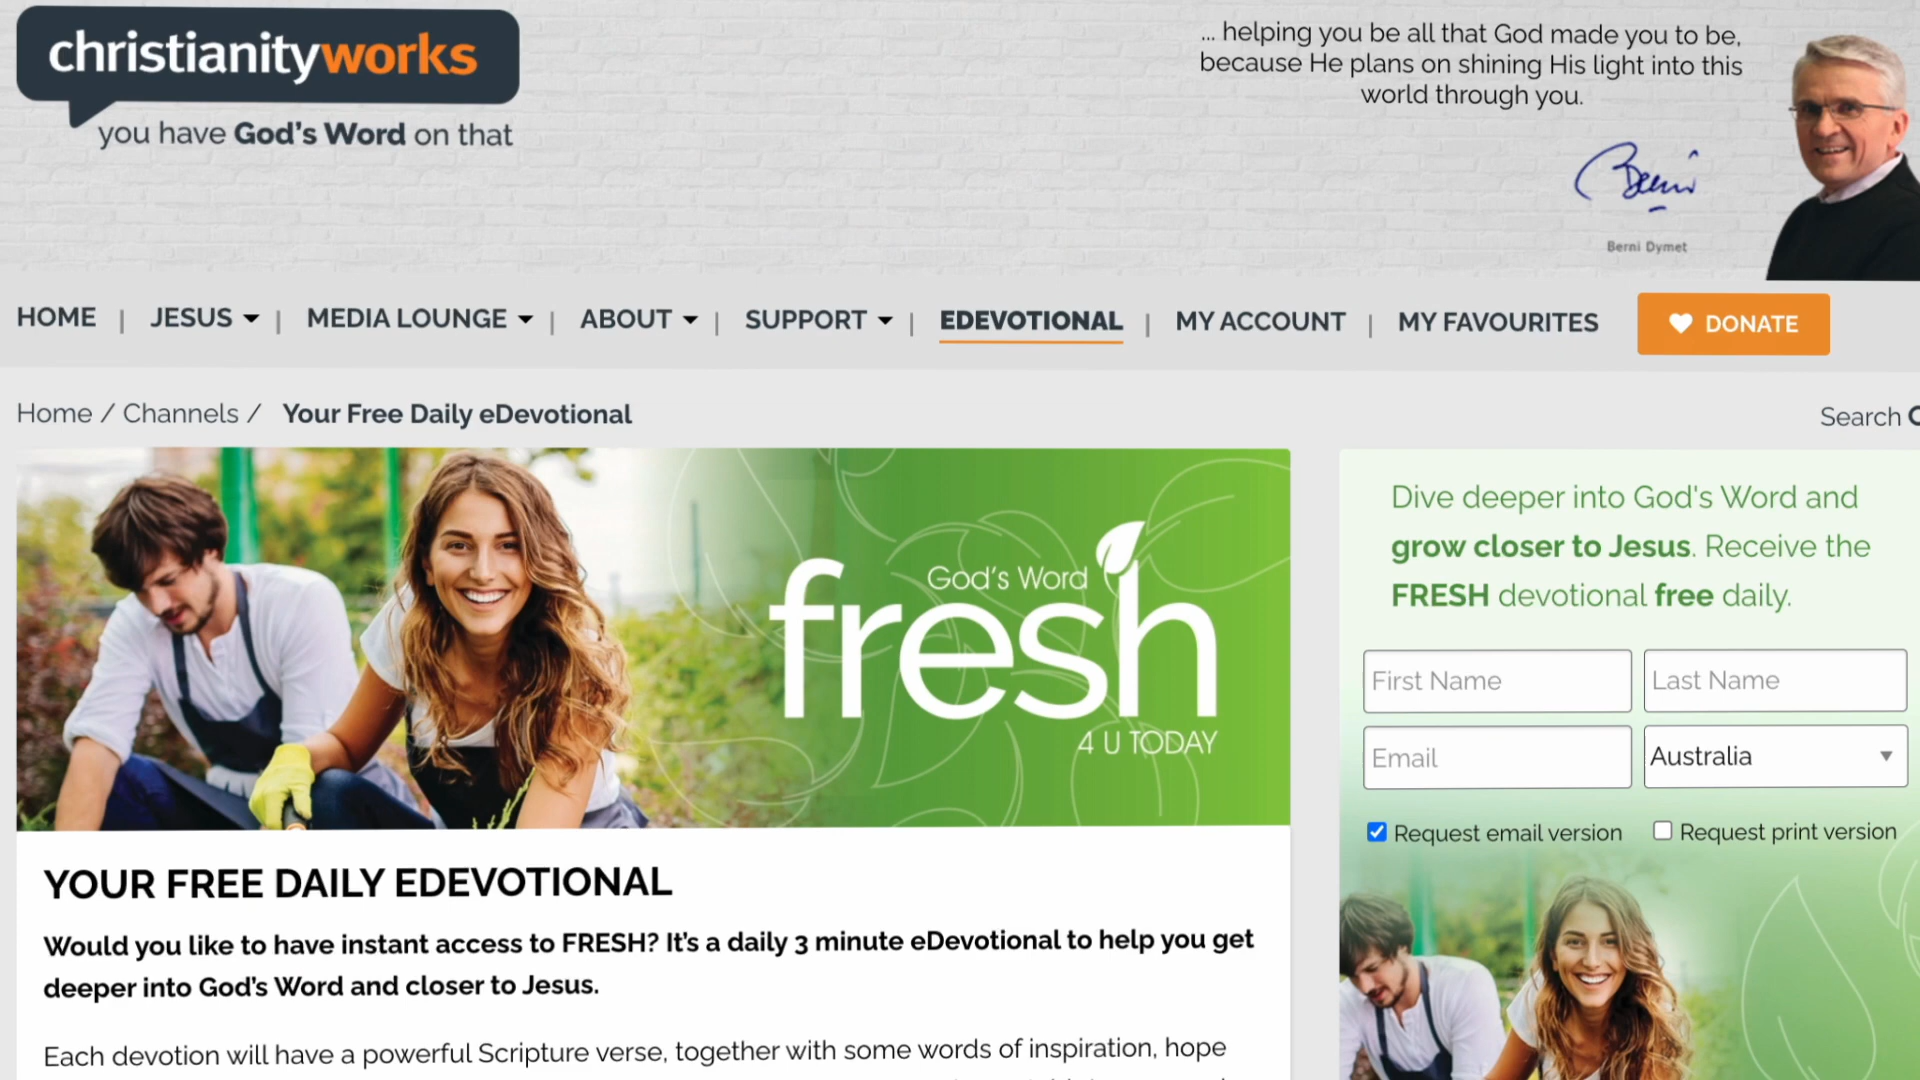 christianityworks
you have God's Word on that
... helping you be all that God made you to be,
because He plans on shining His light into this
world through you.
Berni
Berni Dymet
HOME | JESUS | MEDIA LOUNGE | ABOUT | SUPPORT | EDEVOTIONAL | MY ACCOUNT | MY FAVOURITES DONATE
Home / Channels / Your Free Daily eDevotional
Search
God's Word
fresh
4 U TODAY
Dive deeper into God's Word and
grow closer to Jesus. Receive the
FRESH devotional free daily.
First Name Last Name
Email Australia
Request email version Request print version
YOUR FREE DAILY EDEVOTIONAL
Would you like to have instant access to FRESH? It's a daily 3 minute eDevotional to help you get
deeper into God's Word and closer to Jesus.
Each devotion will have a powerful Scripture verse, together with some words of inspiration, hope